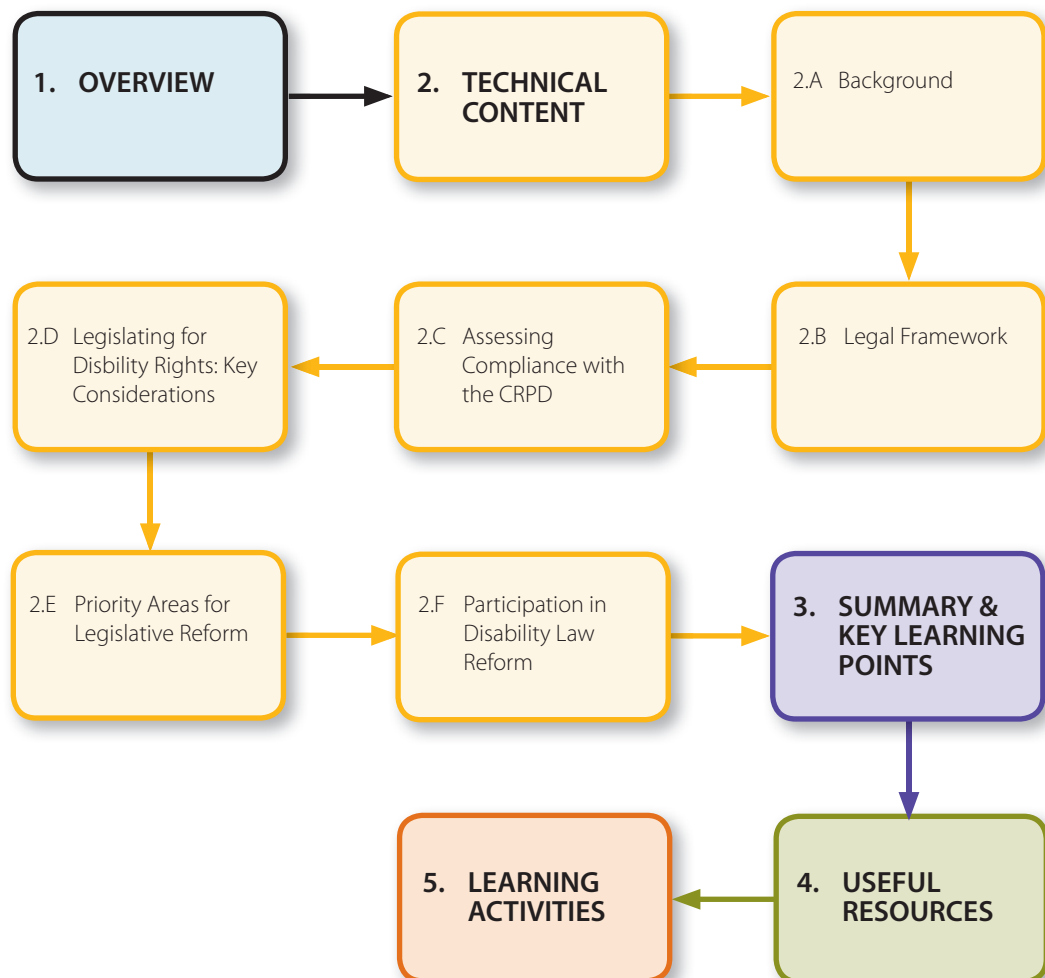 1. OVERVIEW
2. TECHNICAL
CONTENT
2.A Background
2.B Legal Framework
2.C Assessing
Compliance with
the CRPD
2.D Legislating for
Disbility Rights: Key
Considerations
2.E Priority Areas for
Legislative Reform
2.F Participation in
Disability Law
Reform
3. SUMMARY &
KEY LEARNING
POINTS
4. USEFUL
RESOURCES
5. LEARNING
ACTIVITIES